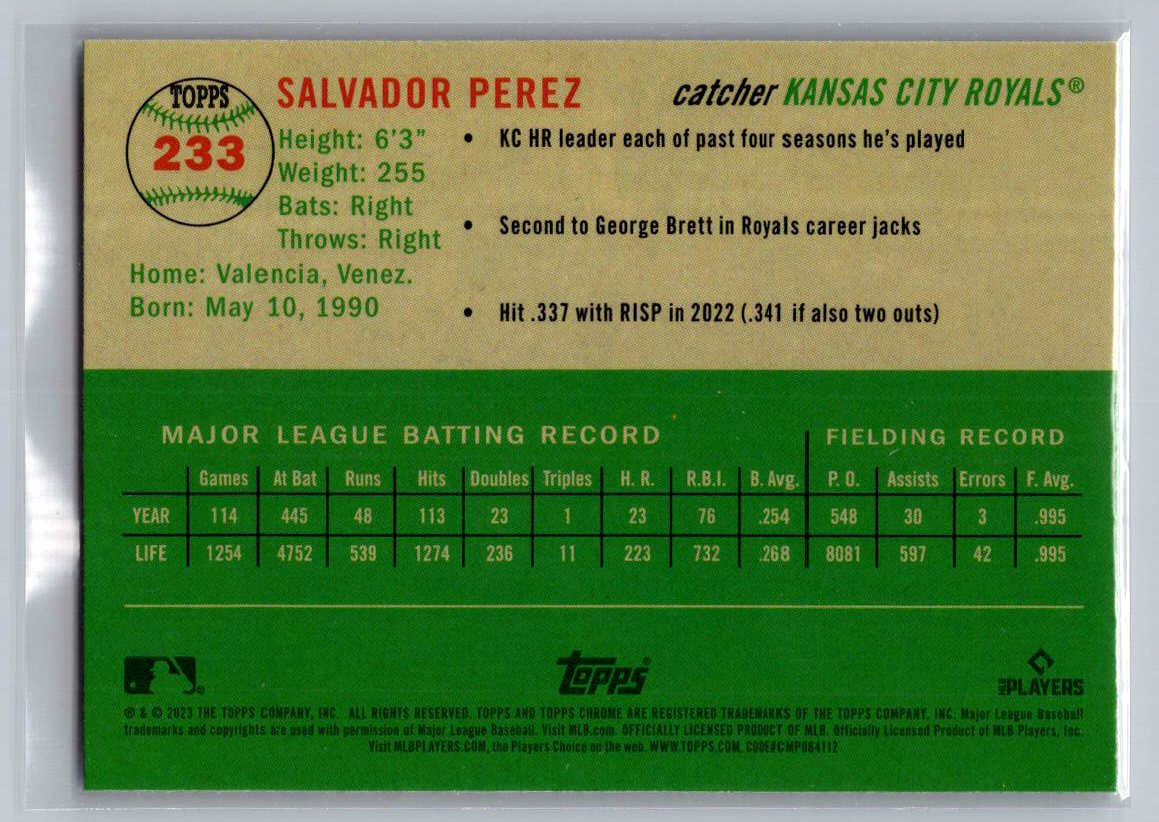 TOPPS
233
SALVADOR PEREZ
catcher KANSAS CITY ROYALS®
Height: 6'3"
Weight: 255
Bats: Right
Throws: Right
Home: Valencia, Venez.
Born: May 10, 1990
• KC HR leader each of past four seasons he's played
• Second to George Brett in Royals career jacks
• Hit .337 with RISP in 2022 (.341 if also two outs)
MAJOR LEAGUE BATTING RECORD FIELDING RECORD
Games At Bat Runs Hits Doubles Triples H. R. R.B.I. B. Avg. P. O. Assists Errors F. Avg.
YEAR 114 445 48 113 23 1 23 76 .254 548 30 3 .995
LIFE 1254 4752 539 1274 236 11 223 732 .268 8081 597 42 .995
topps®
MLB PLAYERS
® & © 2023 THE TOPPS COMPANY, INC. ALL RIGHTS RESERVED. TOPPS AND TOPPS CHROME ARE REGISTERED TRADEMARKS OF THE TOPPS COMPANY, INC. Major League Baseball
trademarks and copyrights are used with permission of Major League Baseball. Visit MLB.com. OFFICIALLY LICENSED PRODUCT OF MLB. Officially Licensed Product of MLB Players, Inc.
Visit MLBPLAYERS.COM, the Players Choice on the web. WWW.TOPPS.COM. CODE#CMP064112